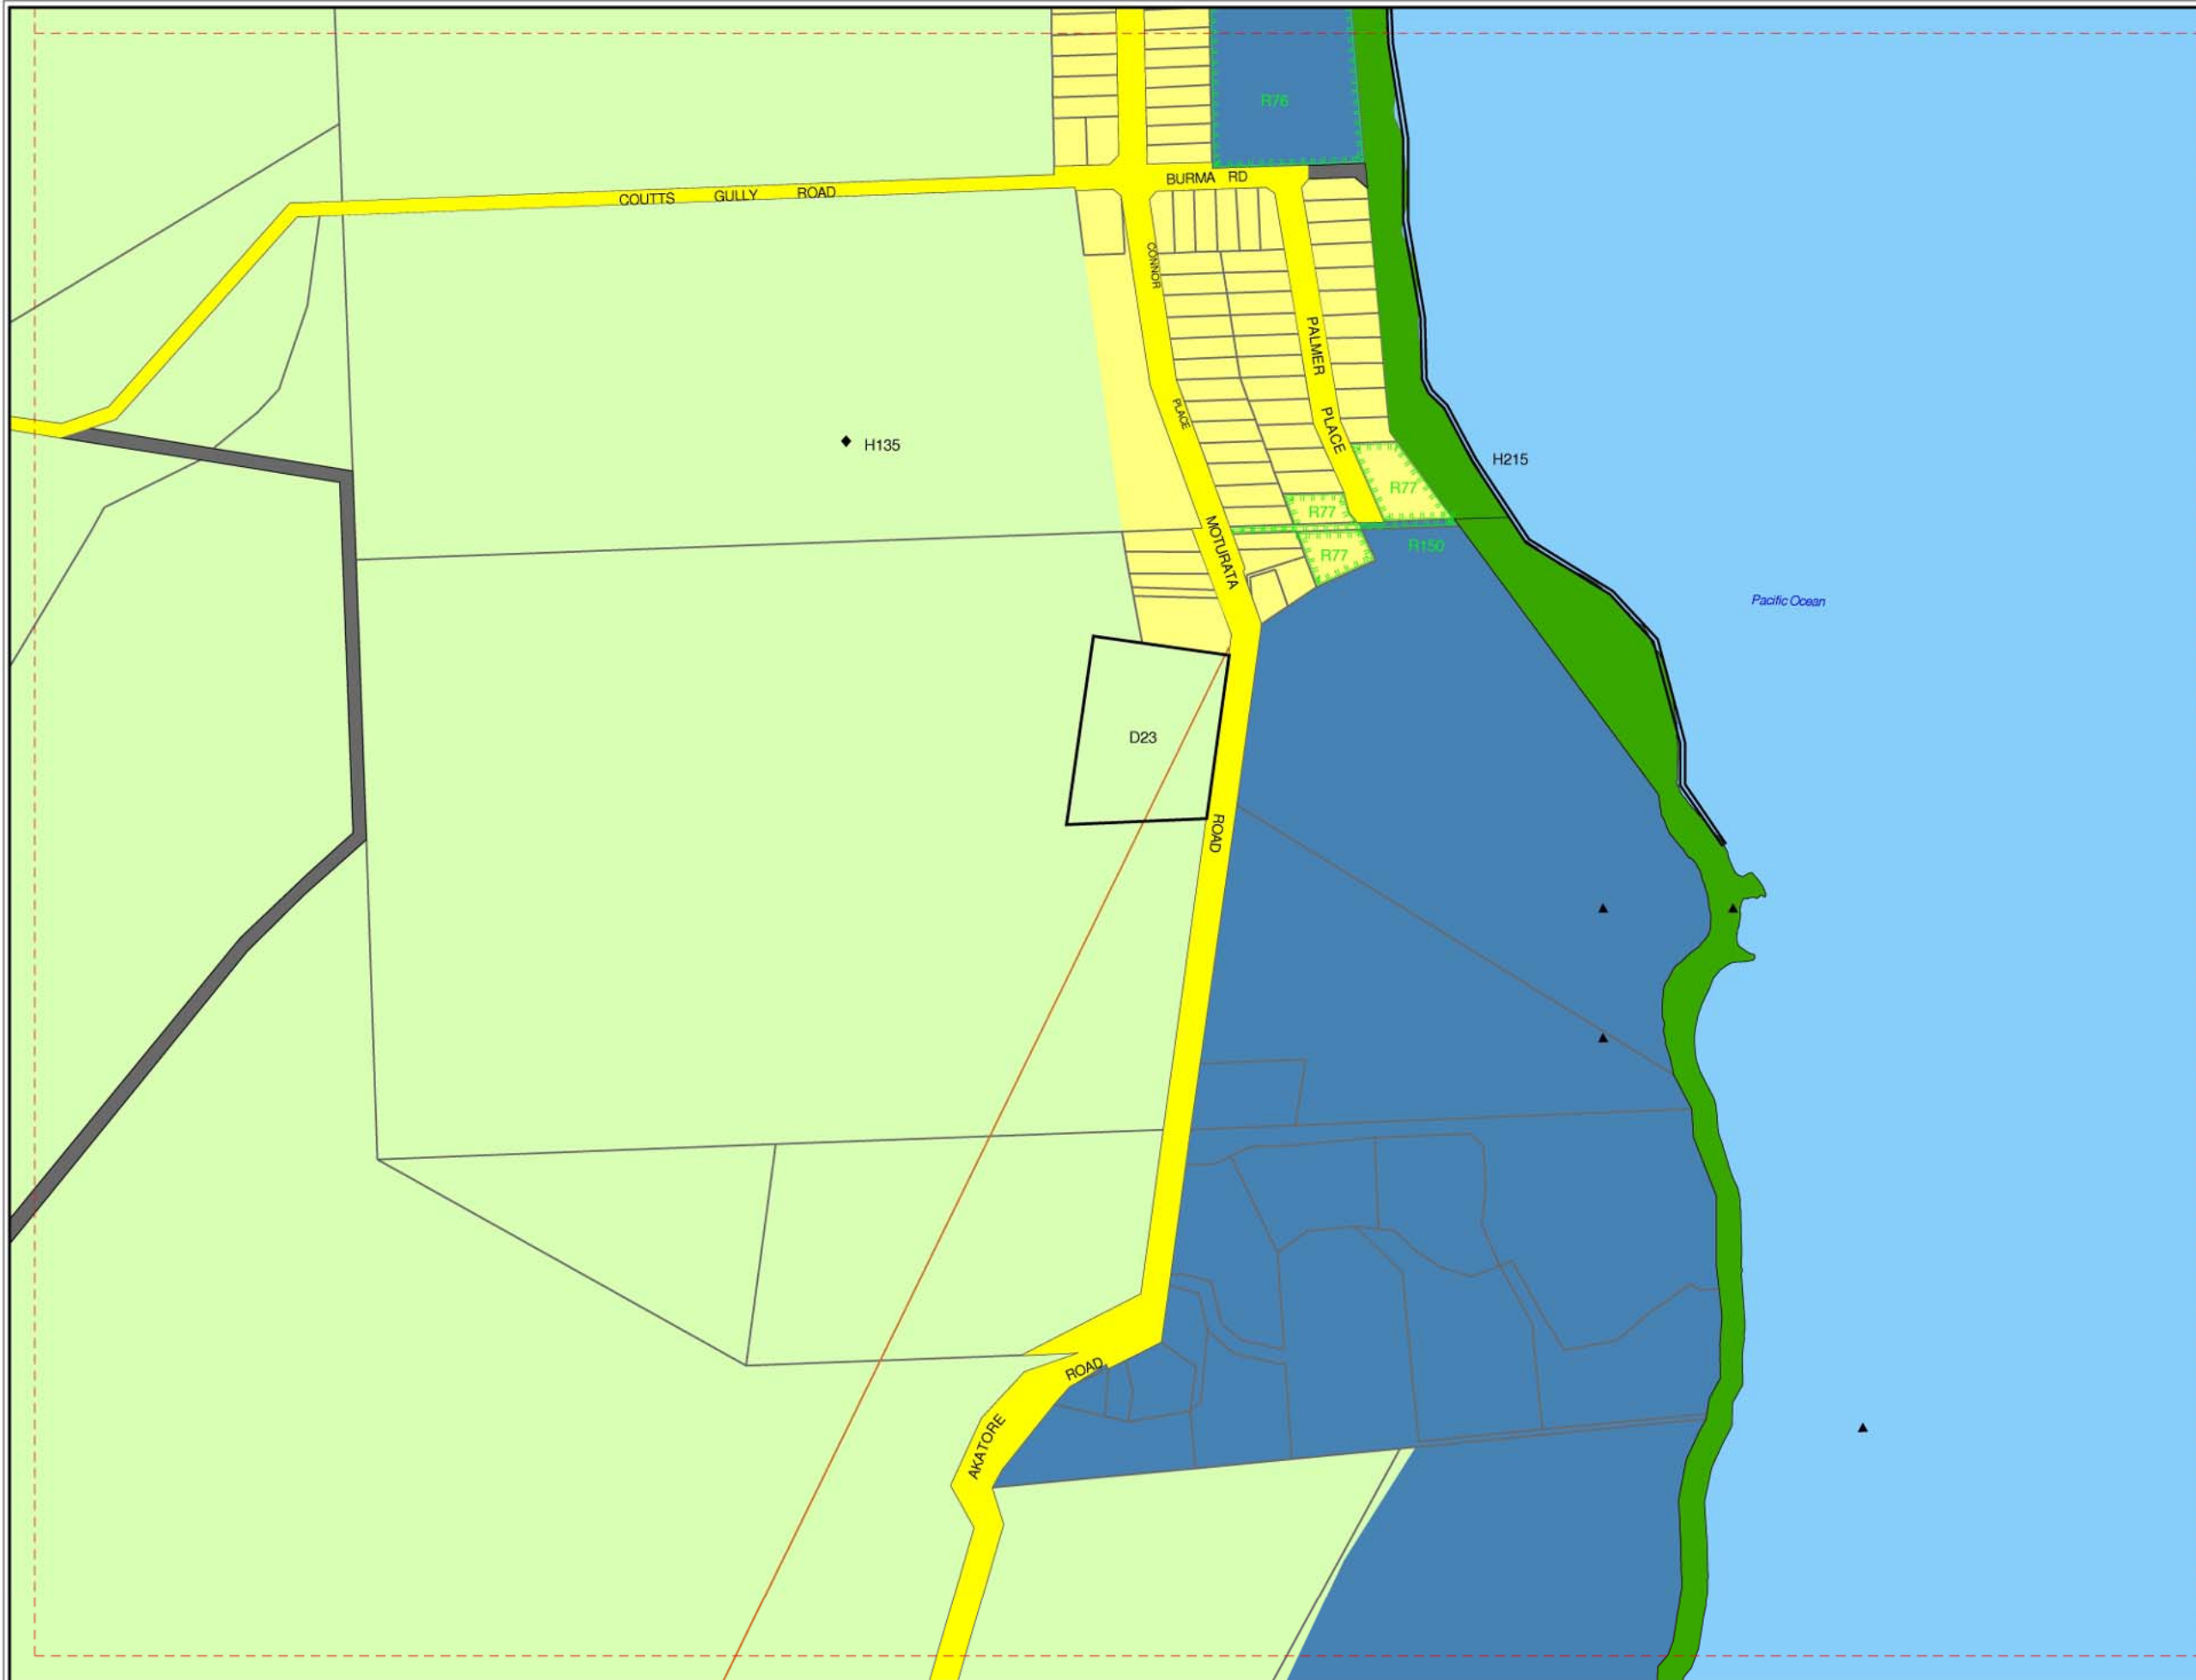 R76
BURMA RD
COUTTS GULLY ROAD
CONNOR
PLACE
PALMER
PLACE
H135
H215
R77
R77
R150
R77
MOTURATA
Pacific Ocean
D23
ROAD
ROAD
AKATORE